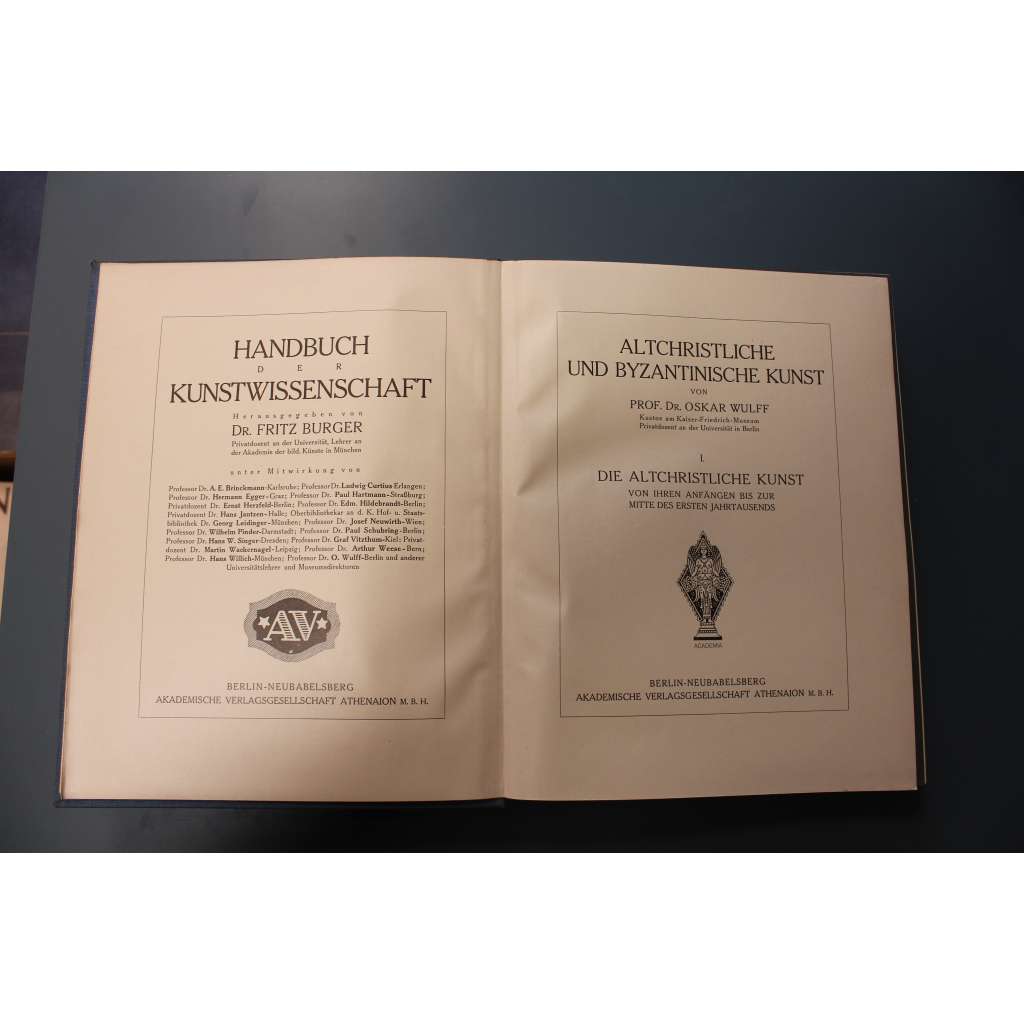 HANDBUCH
DER
KUNSTWISSENSCHAFT
Herausgegeben von
DR. FRITZ BURGER
Privatdozent an der Universität, Lehrer an
der Akademie der bild. Künste in München
unter Mitwirkung von
Professor Dr. A. E. Brinckmann-Karlsruhe; Professor Dr. Ludwig Curtius-Erlangen;
Professor Dr. Hermann Egger-Graz; Professor Dr. Paul Hartmann-Straßburg;
Privatdozent Dr. Ernst Herzfeld-Berlin; Professor Dr. Edm. Hildebrandt-Berlin;
Privatdozent Dr. Hans Jantzen-Halle; Oberbibliothekar an d. K. Hof- u. Staats-
bibliothek Dr. Georg Leidinger-München; Professor Dr. Josef Neuwirth-Wien;
Professor Dr. Wilhelm Pinder-Darmstadt; Professor Dr. Paul Schubring-Berlin;
Professor Dr. Hans W. Singer-Dresden; Professor Dr. Graf Vitzthum-Kiel; Privat-
dozent Dr. Martin Wackernagel-Leipzig; Professor Dr. Arthur Weese-Bern;
Professor Dr. Hans Willich-München; Professor Dr. O. Wulff-Berlin und anderer
Universitätslehrer und Museumsdirektoren
AV
BERLIN-NEUBABELSBERG
AKADEMISCHE VERLAGSGESELLSCHAFT ATHENAION M. B. H.
ALTCHRISTLICHE
UND BYZANTINISCHE KUNST
VON
PROF. DR. OSKAR WULFF
Kustos am Kaiser-Friedrich-Museum
Privatdozent an der Universität in Berlin
I.
DIE ALTCHRISTLICHE KUNST
VON IHREN ANFÄNGEN BIS ZUR
MITTE DES ERSTEN JAHRTAUSENDS
ACADEMIA
BERLIN-NEUBABELSBERG
AKADEMISCHE VERLAGSGESELLSCHAFT ATHENAION M. B. H.